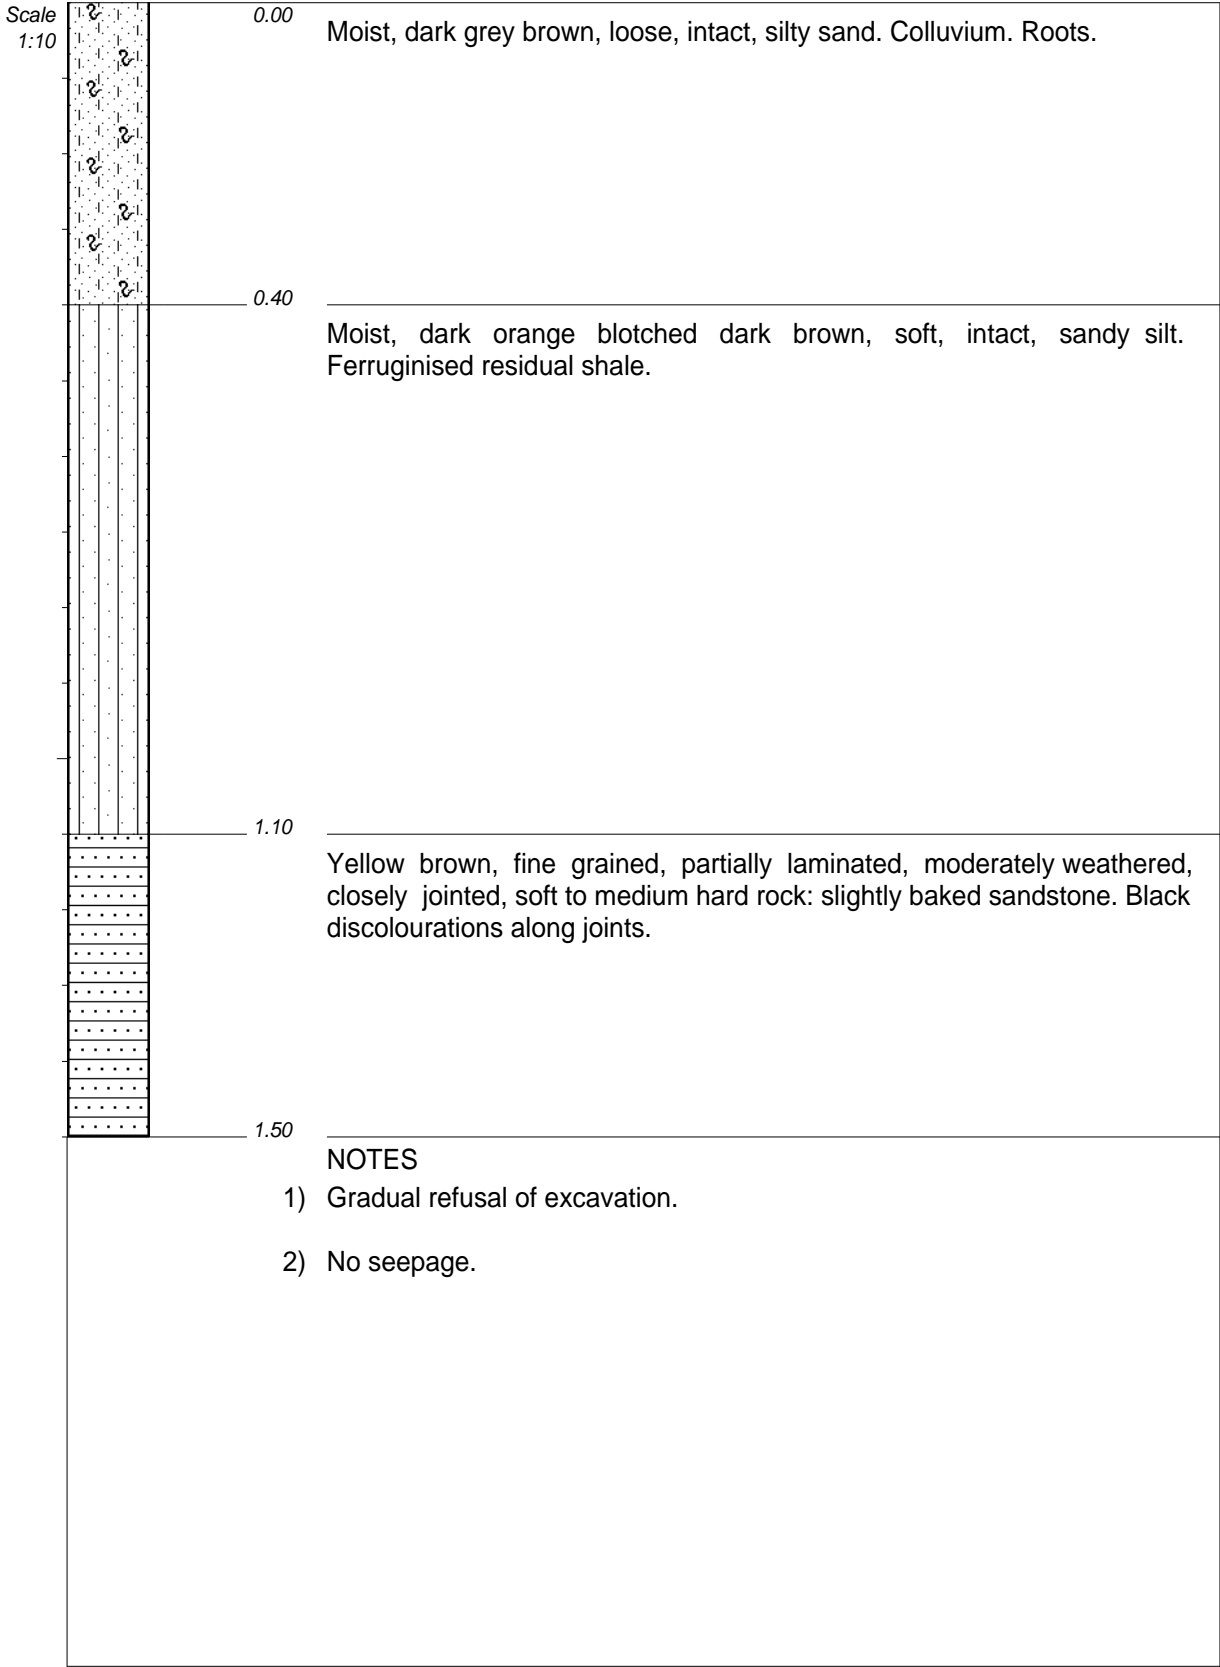 Scale
1:10
0.00
Moist, dark grey brown, loose, intact, silty sand. Colluvium. Roots.
0.40
Moist, dark orange blotched dark brown, soft, intact, sandy silt.
Ferruginised residual shale.
1.10
Yellow brown, fine grained, partially laminated, moderately weathered,
closely jointed, soft to medium hard rock: slightly baked sandstone. Black
discolourations along joints.
1.50
NOTES
1) Gradual refusal of excavation.
2) No seepage.